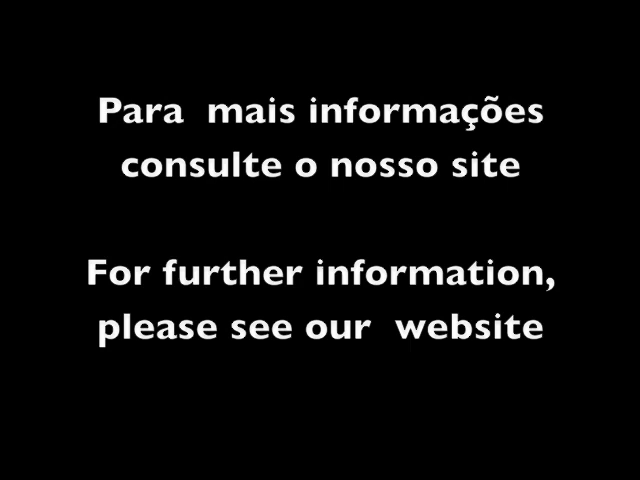 Para  mais informações
consulte o nosso site
For further information,
please see our  website